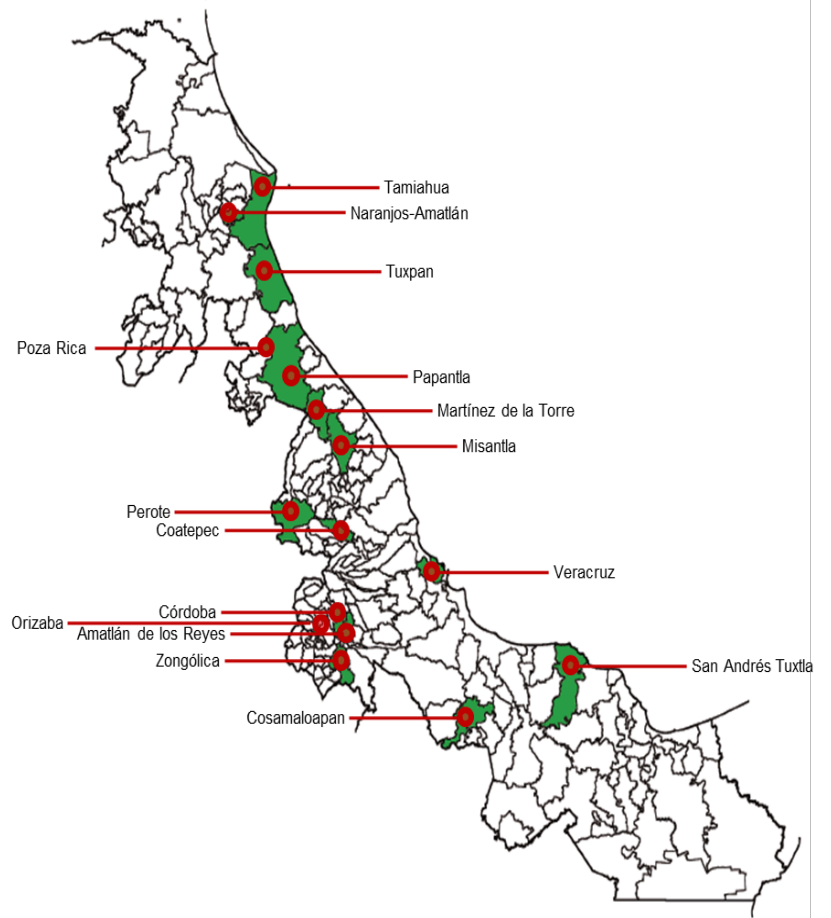 Tamiahua
Naranjos-Amatlán
Tuxpan
Poza Rica
Papantla
Martínez de la Torre
Misantla
Perote
Coatepec
Veracruz
Córdoba
Orizaba
Amatlán de los Reyes
Zongólica
San Andrés Tuxtla
Cosamaloapan